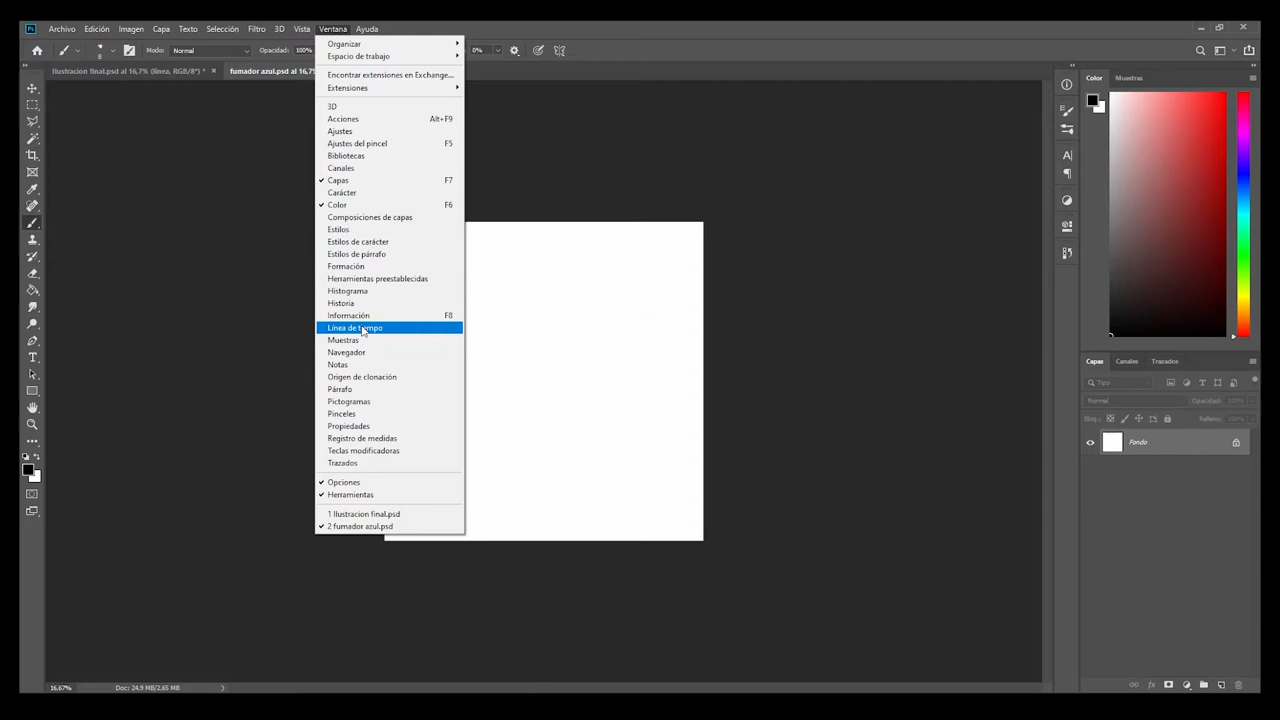 Ps Archivo Edición Imagen Capa Texto Selección Filtro 3D Vista Ventana Ayuda
8 Modo: Normal Opacidad: 100% 0%
Ilustracion final.psd al 16,7% (línea, RGB/8*) * × fumador azul.psd al 16,7%
Organizar
Espacio de trabajo
Encontrar extensiones en Exchange...
Extensiones
3D
Acciones Alt+F9
Ajustes
Ajustes del pincel F5
Bibliotecas
Canales
Capas F7
Carácter
Color F6
Composiciones de capas
Estilos
Estilos de carácter
Estilos de párrafo
Formación
Herramientas preestablecidas
Histograma
Historia
Información F8
Línea de tiempo
Muestras
Navegador
Notas
Origen de clonación
Párrafo
Pictogramas
Pinceles
Propiedades
Registro de medidas
Teclas modificadoras
Trazados
Opciones
Herramientas
1 Ilustracion final.psd
2 fumador azul.psd
Color Muestras
Capas Canales Trazados
Tipo
Normal Opacidad: 100%
Bloq.: Relleno: 100%
Fondo
16,67% Doc: 24,9 MB/2,65 MB